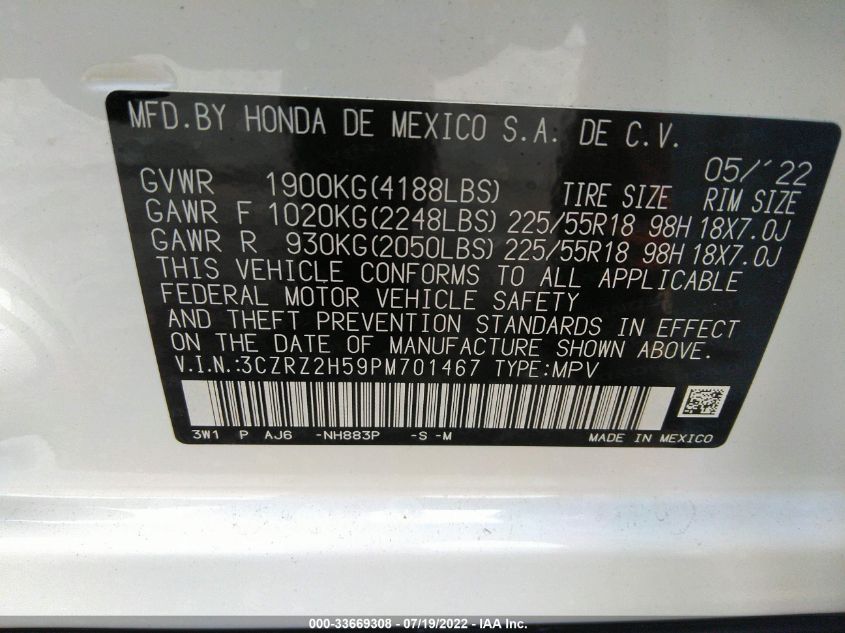 MFD.BY HONDA DE MEXICO S.A. DE C.V.
05/'22
GVWR 1900KG(4188LBS) TIRE SIZE RIM SIZE
GAWR F 1020KG(2248LBS) 225/55R18 98H 18X7.0J
GAWR R 930KG(2050LBS) 225/55R18 98H 18X7.0J
THIS VEHICLE CONFORMS TO ALL APPLICABLE
FEDERAL MOTOR VEHICLE SAFETY
AND THEFT PREVENTION STANDARDS IN EFFECT
ON THE DATE OF MANUFACTURE SHOWN ABOVE.
V.I.N.:3CZRZ2H59PM701467 TYPE:MPV
3W1 P AJ6 -NH883P -S -M MADE IN MEXICO
000-33669308 - 07/19/2022 - IAA Inc.